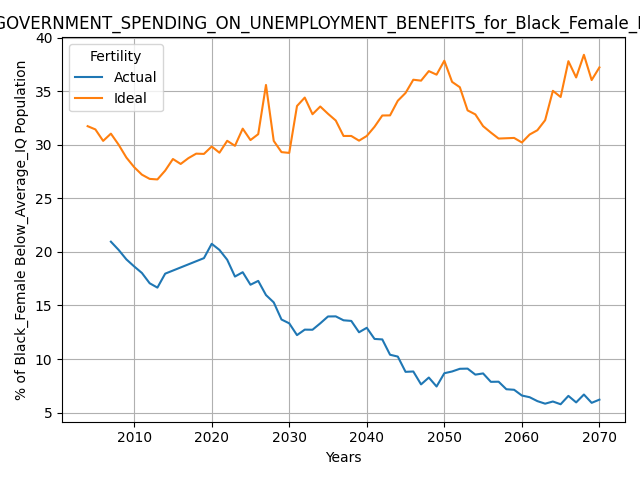 GOVERNMENT_SPENDING_ON_UNEMPLOYMENT_BENEFITS_for_Black_Female_
Fertility
Actual
Ideal
% of Black_Female Below_Average_IQ Population
40
35
30
25
20
15
10
5
2010 2020 2030 2040 2050 2060 2070
Years